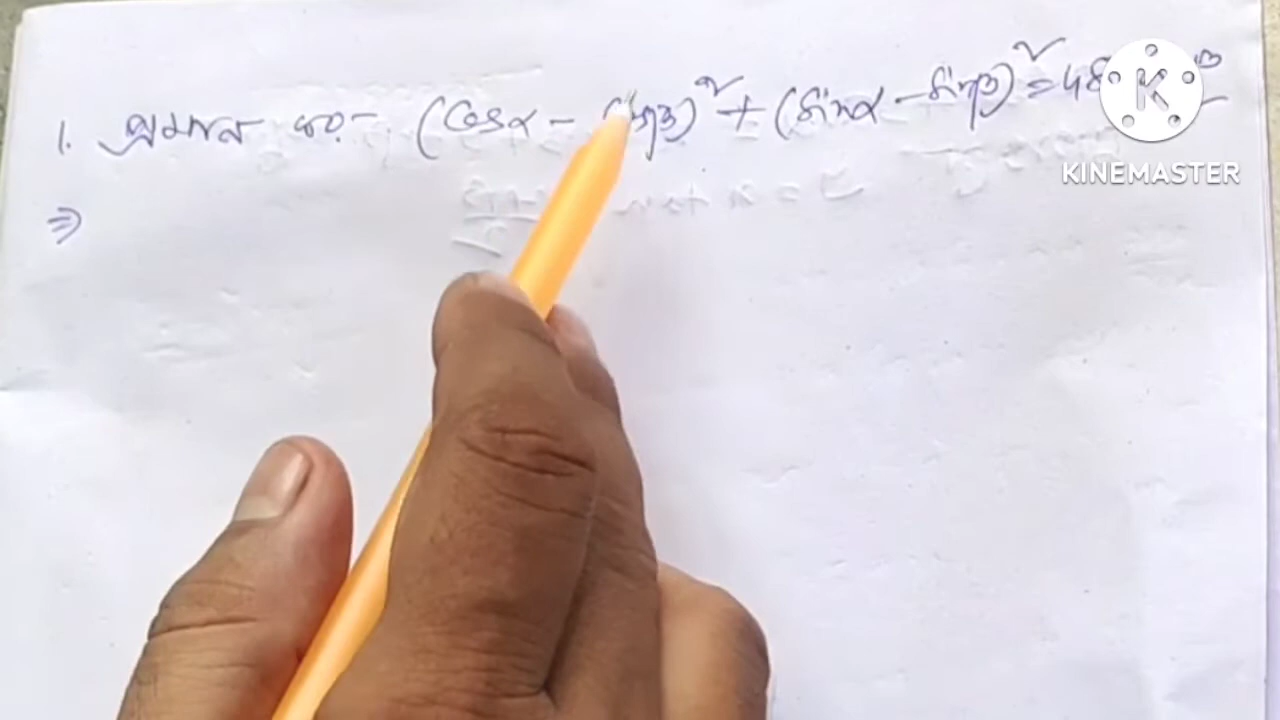 1. প্রমাণ কর- (cosα - cosβ)² + (sinα - sinβ)² = 4
⇒
K
KINEMASTER